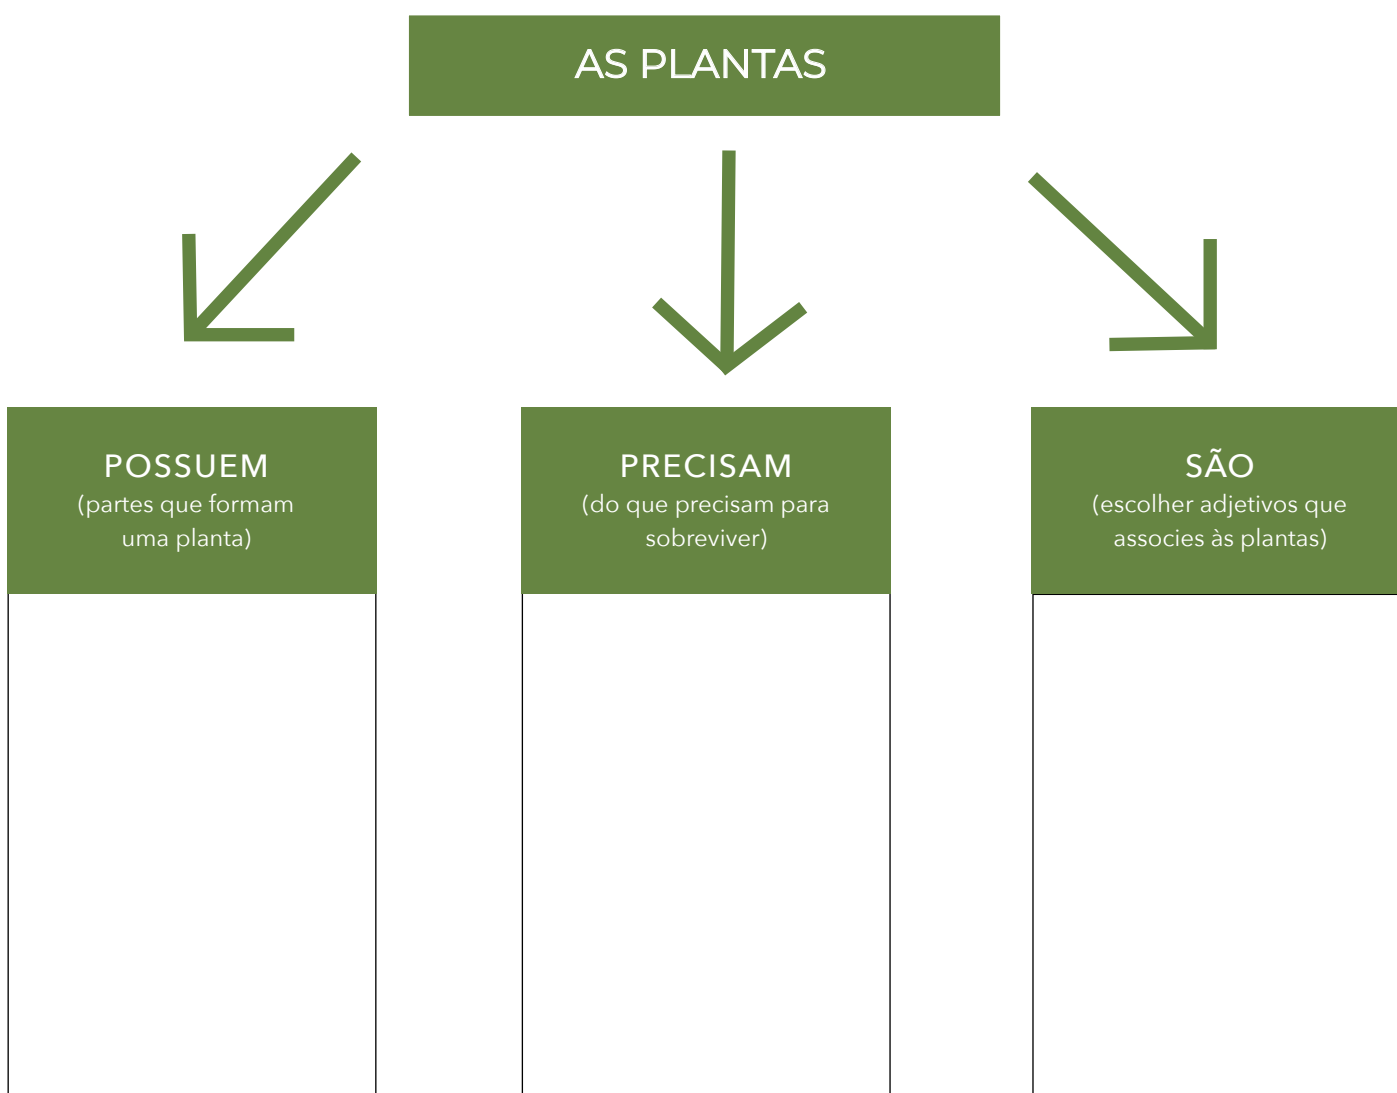 AS PLANTAS
POSSUEM
(partes que formam
uma planta)
PRECISAM
(do que precisam para
sobreviver)
SÃO
(escolher adjetivos que
associes às plantas)